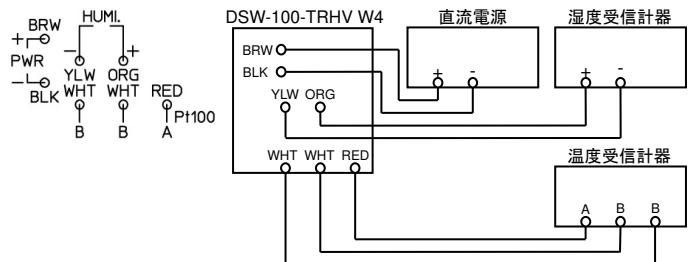 BRW
+
PWR
−
BLK
HUMI.
− +
YLW ORG
WHT WHT RED
Pt100
B B A
DSW-100-TRHV W4
BRW
BLK
YLW ORG
WHT WHT RED
直流電源
+ -
湿度受信計器
+ -
温度受信計器
A B B